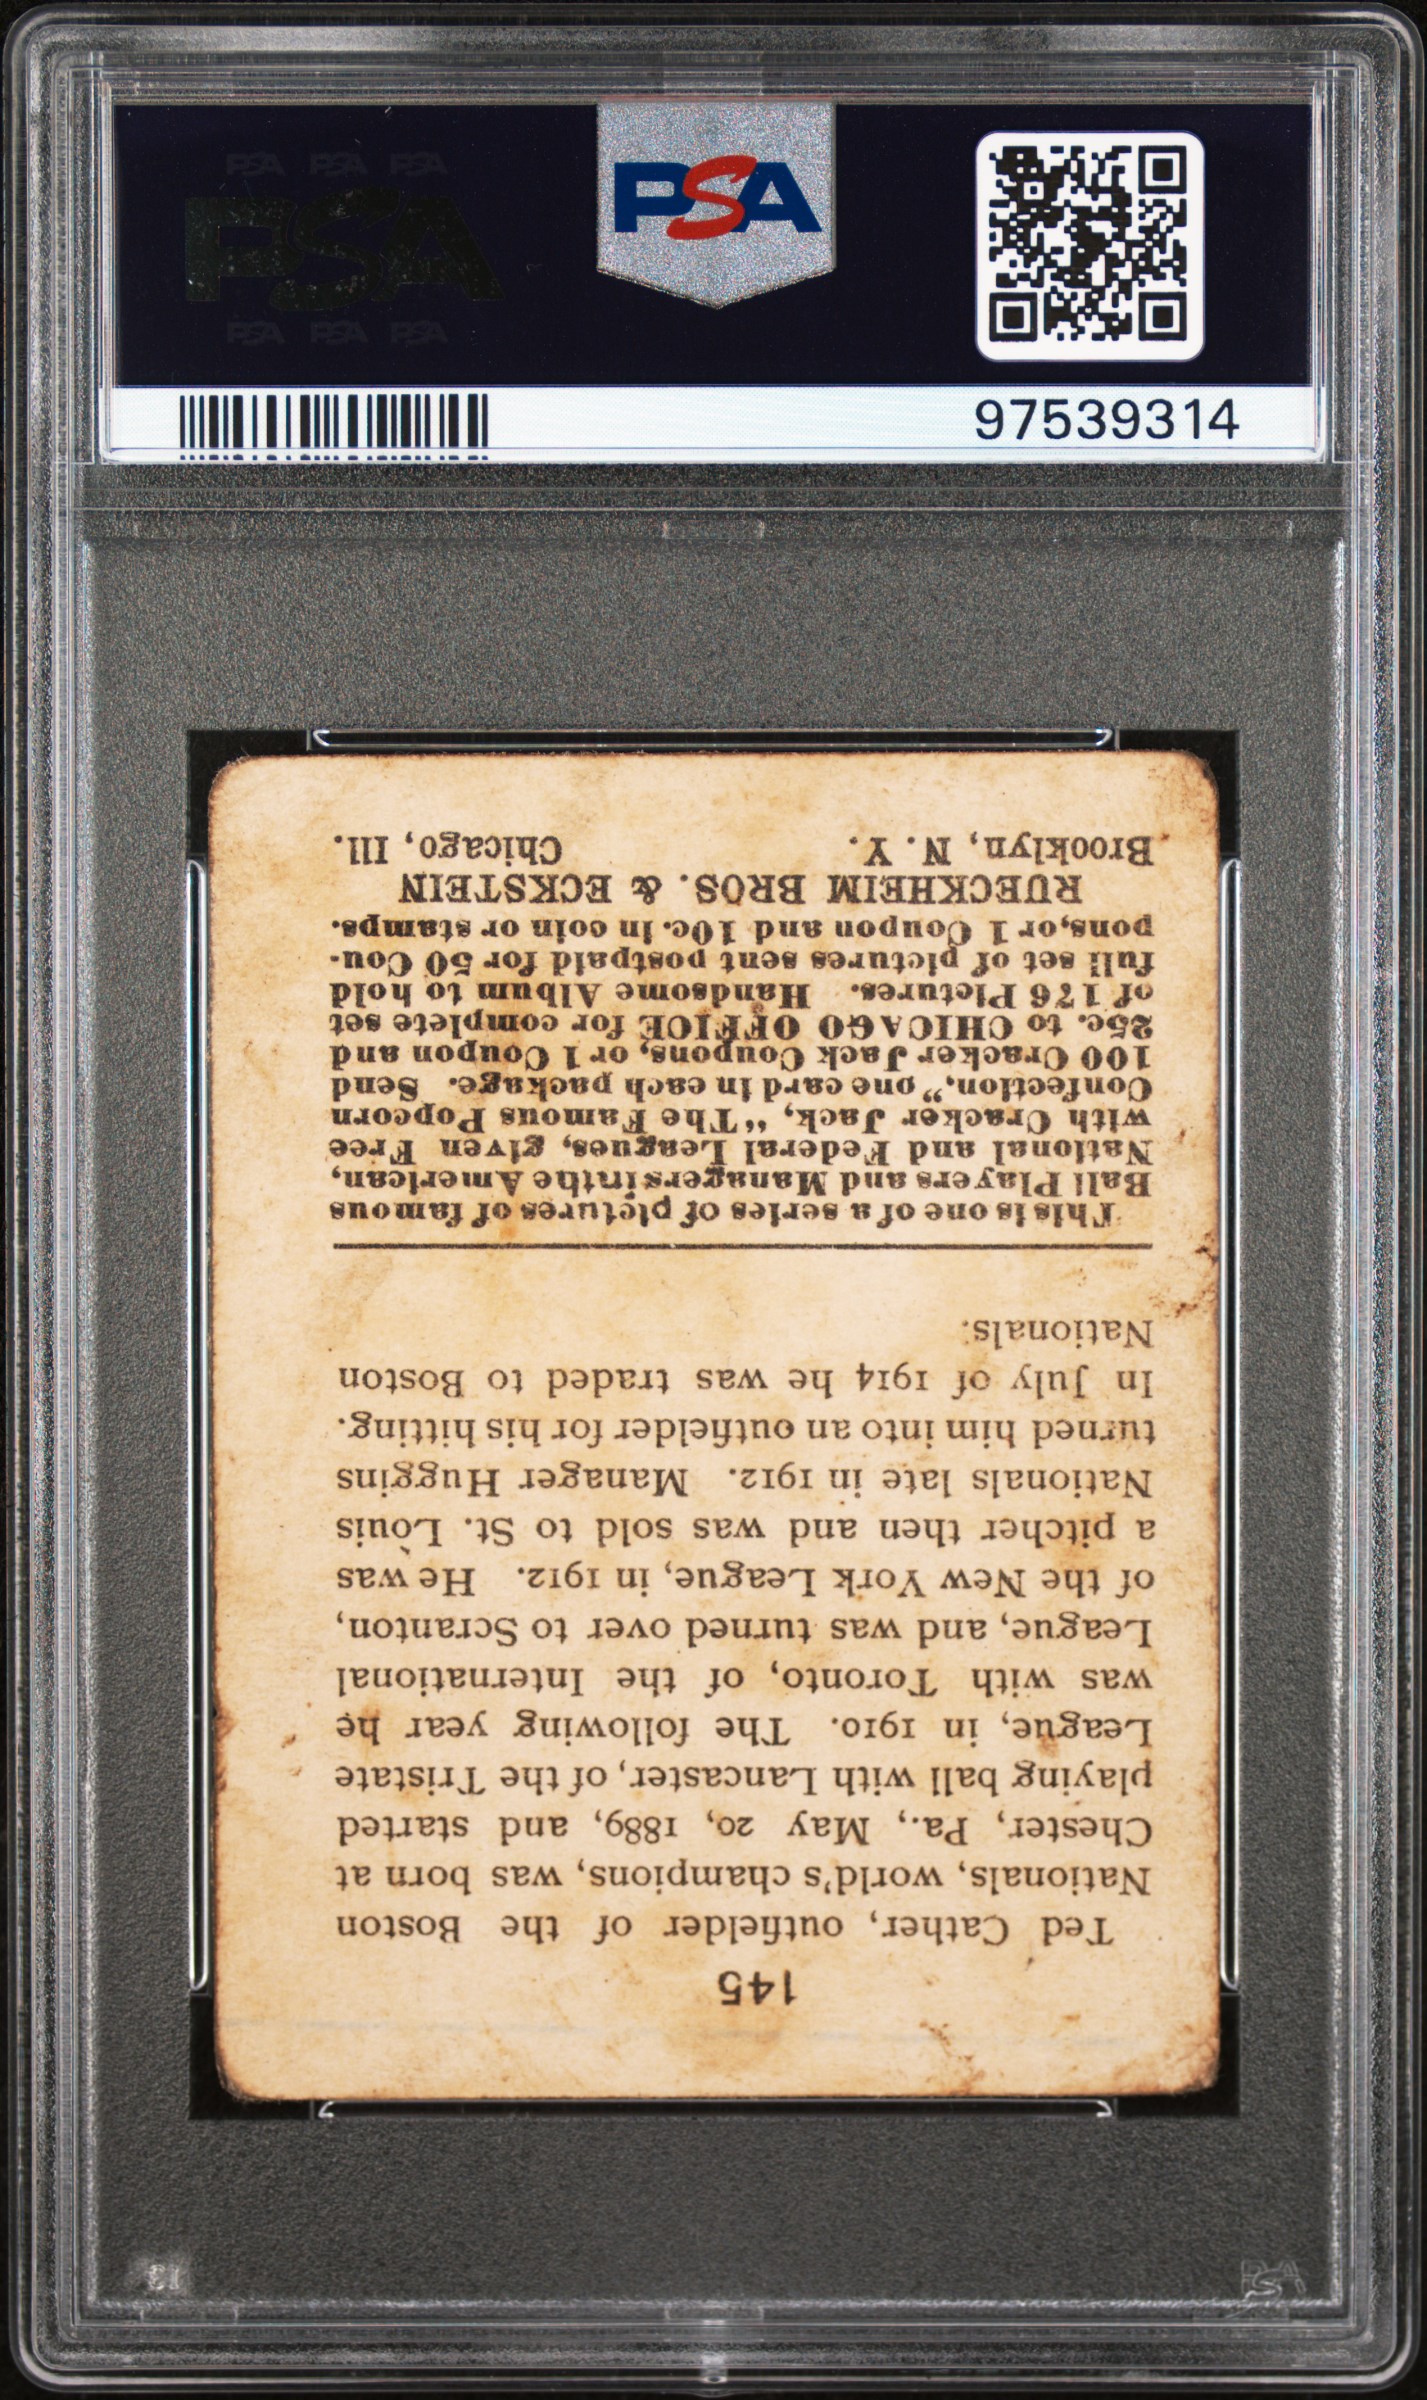 PSA PSA PSA
PSA
PSA PSA PSA
PSA
97539314
145
Ted Cather, outfielder of the Boston
Nationals, world's champions, was born at
Chester, Pa., May 20, 1889, and started
playing ball with Lancaster, of the Tristate
League, in 1910. The following year he
was with Toronto, of the International
League, and was turned over to Scranton,
of the New York League, in 1912. He was
a pitcher then and was sold to St. Louis
Nationals late in 1912. Manager Huggins
turned him into an outfielder for his hitting.
In July of 1914 he was traded to Boston
Nationals.
This is one of a series of pictures of famous
Ball Players and Managers in the American,
National and Federal Leagues, given Free
with Cracker Jack, "The Famous Popcorn
Confection," one card in each package. Send
100 Cracker Jack Coupons, or 1 Coupon and
25c. to CHICAGO OFFICE for complete set
of 176 Pictures. Handsome Album to hold
full set of pictures sent postpaid for 50 Cou-
pons, or 1 Coupon and 10c. in coin or stamps.
RUECKHEIM BROS. & ECKSTEIN
Brooklyn, N. Y. Chicago, Ill.
PSA